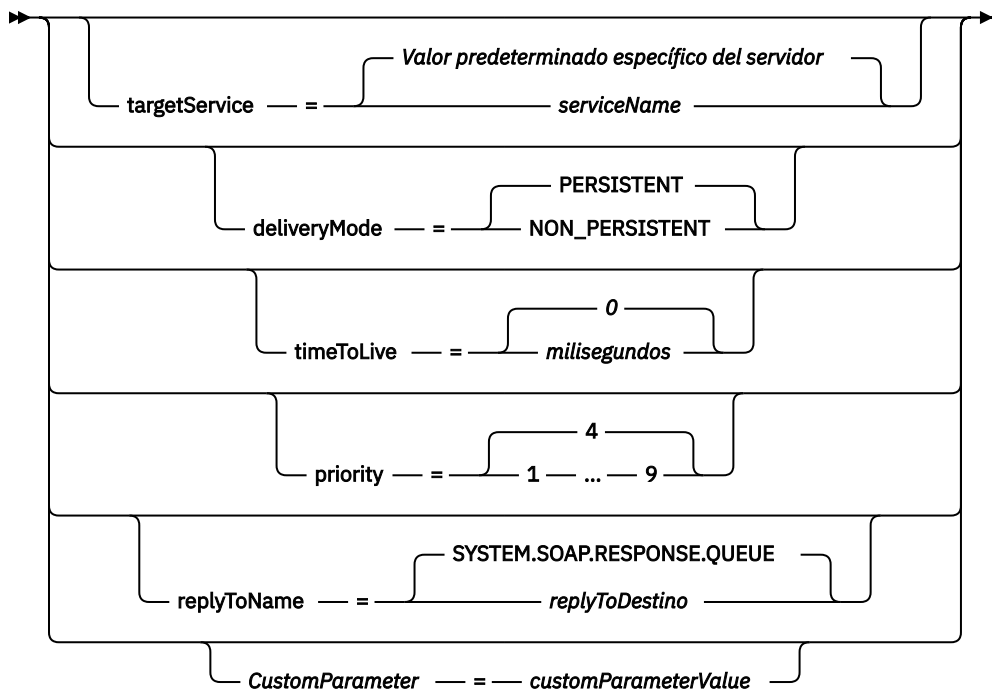 Valor predeterminado específico del servidor
targetService = serviceName
PERSISTENT
deliveryMode = NON_PERSISTENT
0
timeToLive = milisegundos
4
priority = 1 ... 9
SYSTEM.SOAP.RESPONSE.QUEUE
replyToName = replyToDestino
CustomParameter = customParameterValue